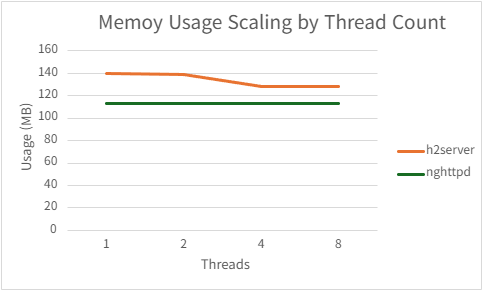 Memoy Usage Scaling by Thread Count
160
140
120
100
80
60
40
20
0
Usage (MB)
1 2 4 8
Threads
h2server
nghttpd